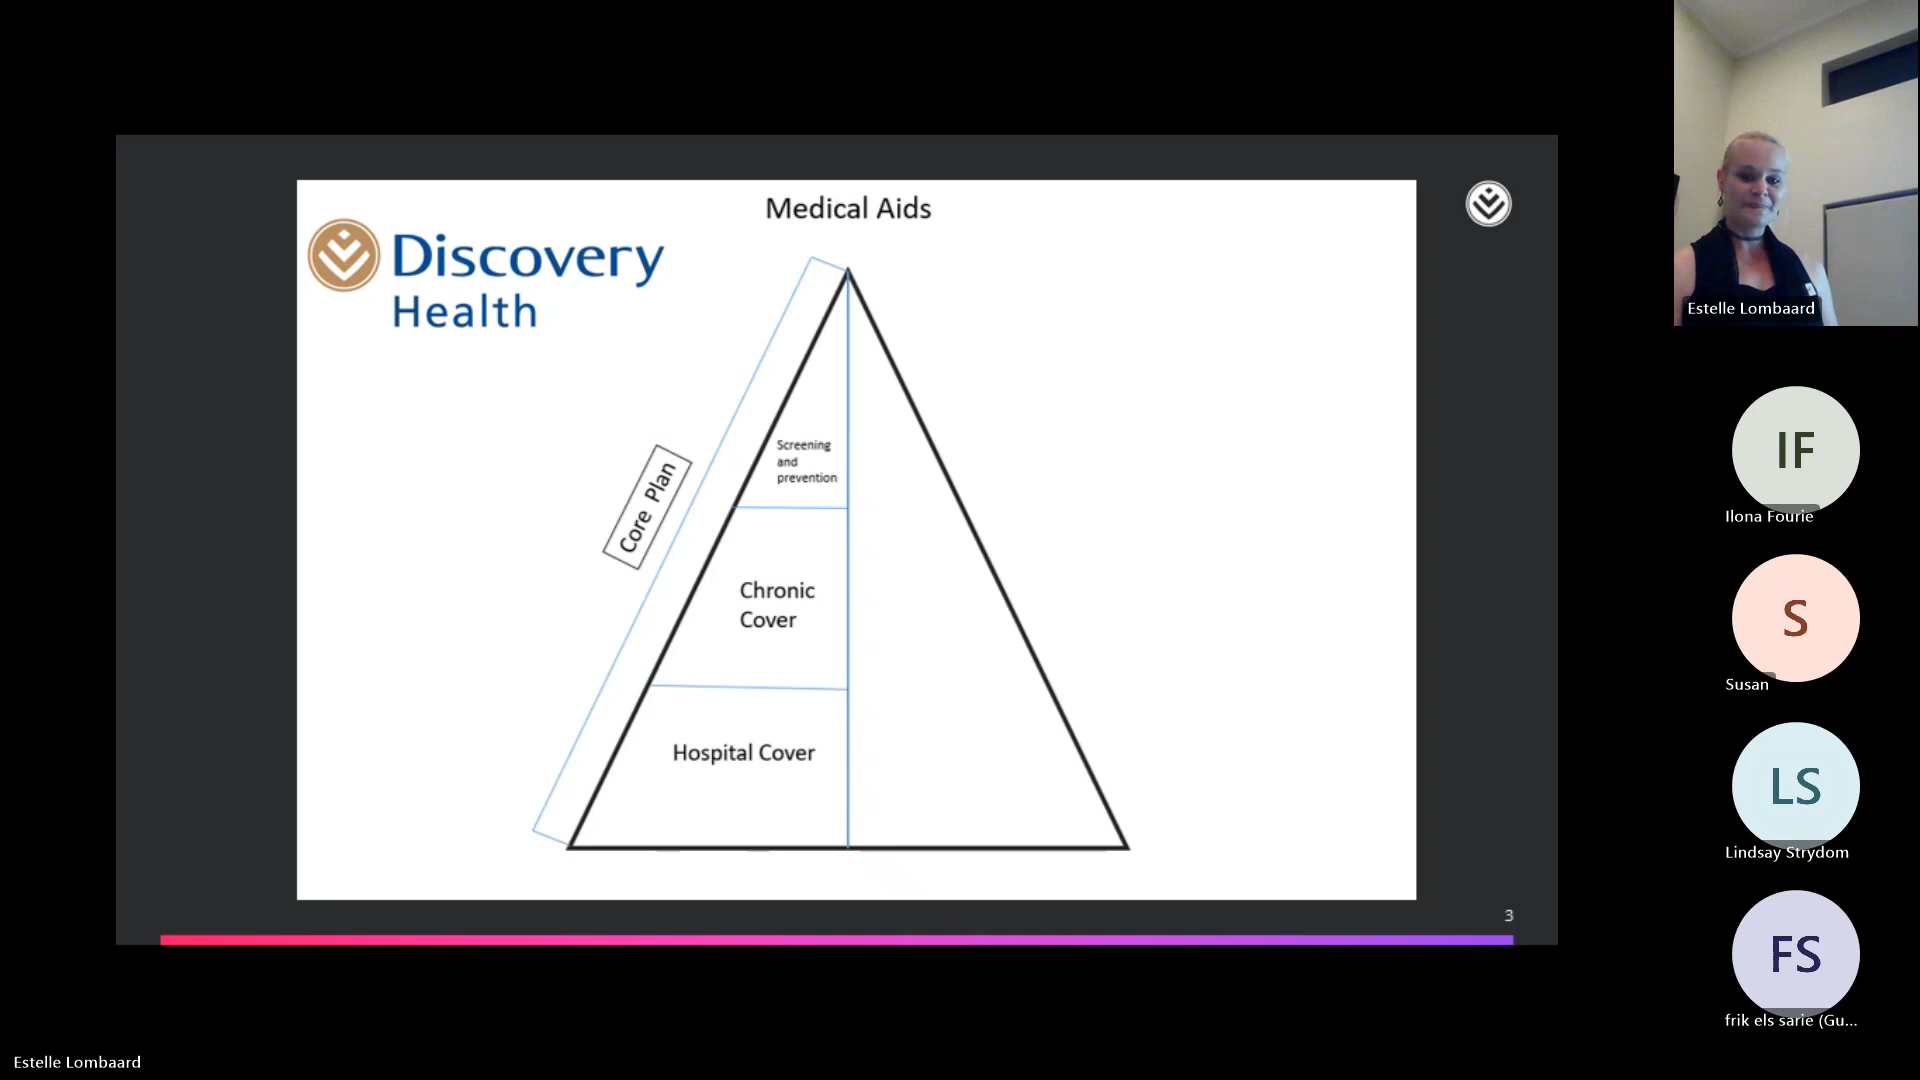 Medical Aids
Discovery
Health
Core Plan
Screening
and
prevention
Chronic
Cover
Hospital Cover
3
Estelle Lombaard
IF
Ilona Fourie
S
Susan
LS
Lindsay Strydom
FS
frik els sarie (Gu...
Estelle Lombaard